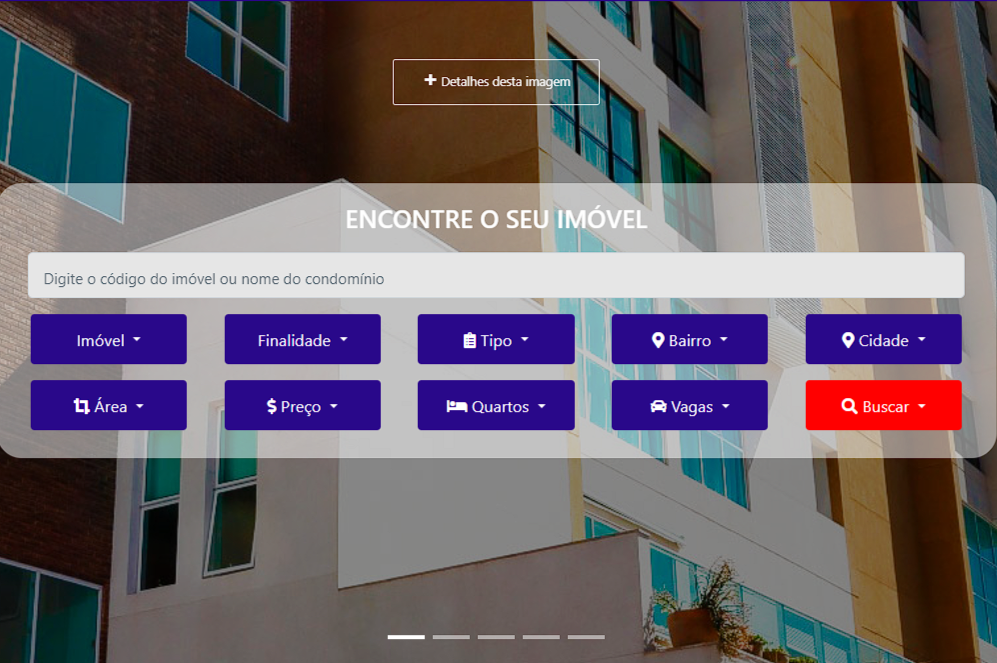 Detalhes desta imagem
ENCONTRE O SEU IMÓVEL
Digite o código do imóvel ou nome do condomínio
Imóvel Finalidade Tipo Bairro Cidade
Área Preço Quartos Vagas Buscar